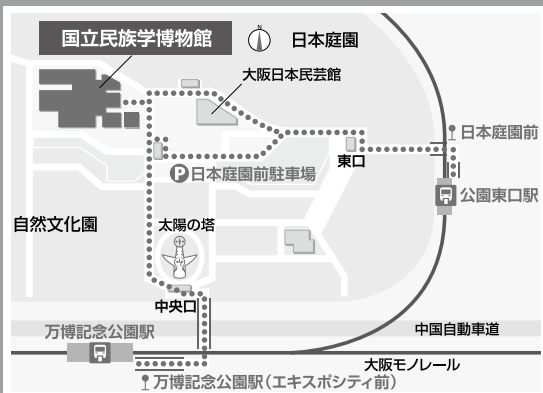 国立民族学博物館
N
日本庭園
大阪日本民芸館
日本庭園前
東口
P日本庭園前駐車場
公園東口駅
自然文化園
太陽の塔
中央口
万博記念公園駅
中国自動車道
大阪モノレール
万博記念公園駅(エキスポシティ前)